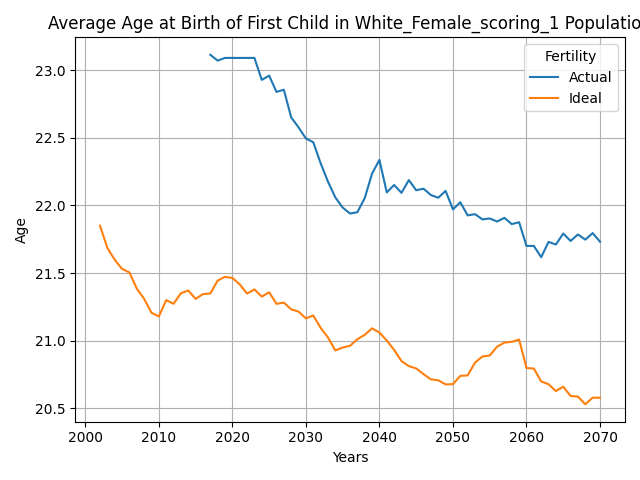 Average Age at Birth of First Child in White_Female_scoring_1 Populatio
Fertility
Actual
Ideal
23.0
22.5
22.0
21.5
21.0
20.5
Age
2000 2010 2020 2030 2040 2050 2060 2070
Years